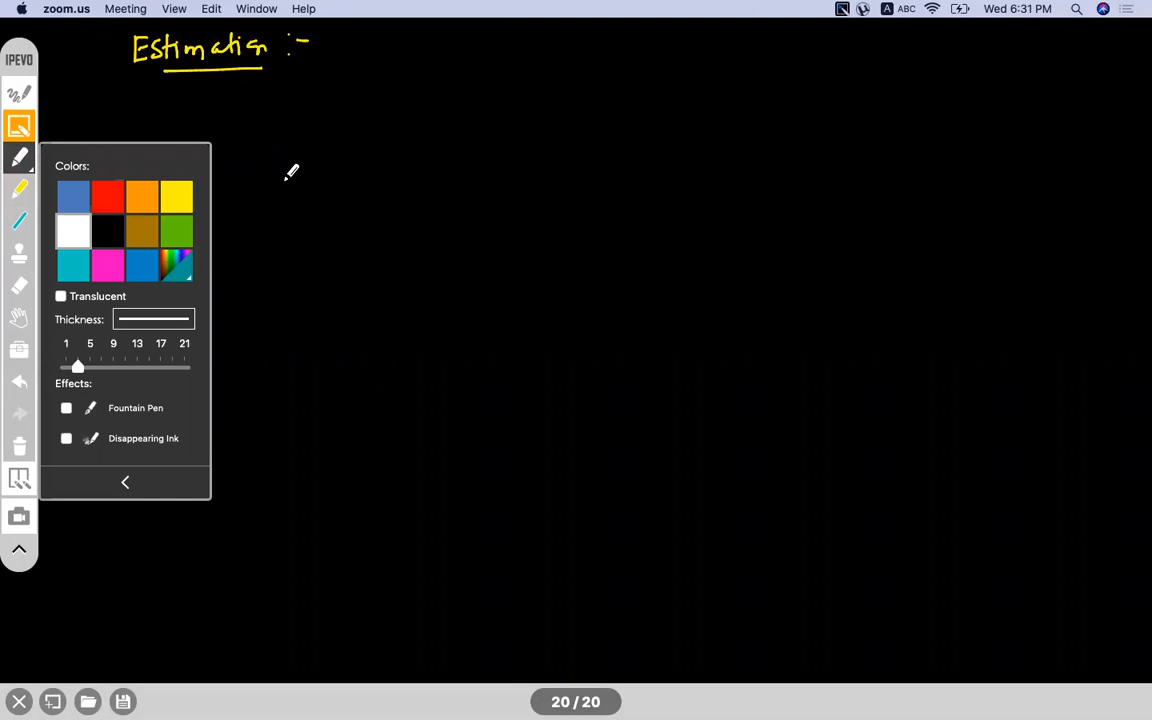 zoom.us Meeting View Edit Window Help A ABC Wed 6:31 PM
Estimation :-
IPEVO
Colors:
Translucent
Thickness:
1 5 9 13 17 21
Effects:
Fountain Pen
Disappearing Ink
20 / 20